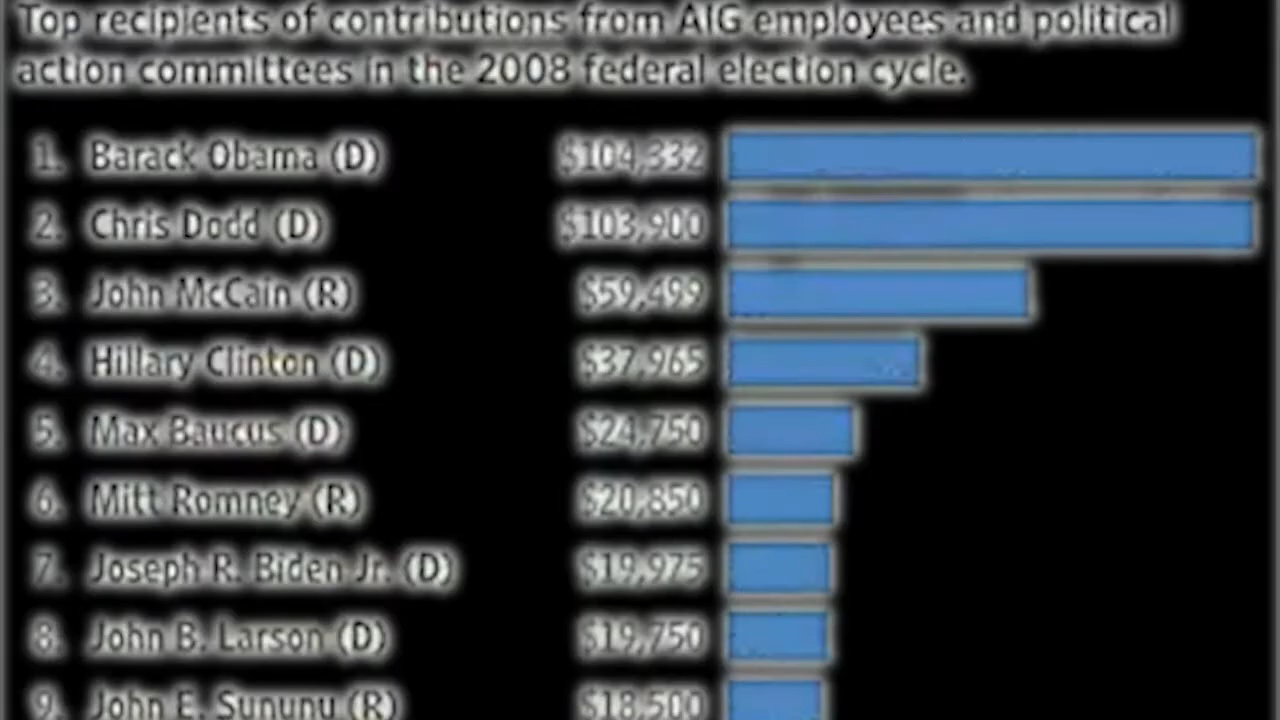 Top recipients of contributions from AIG employees and political
action committees in the 2008 federal election cycle.
1. Barack Obama (D) $104,332
2. Chris Dodd (D) $103,900
3. John McCain (R) $59,499
4. Hillary Clinton (D) $37,965
5. Max Baucus (D) $24,750
6. Mitt Romney (R) $20,850
7. Joseph R. Biden Jr. (D) $19,975
8. John B. Larson (D) $19,750
9. John E. Sununu (R) $18,500